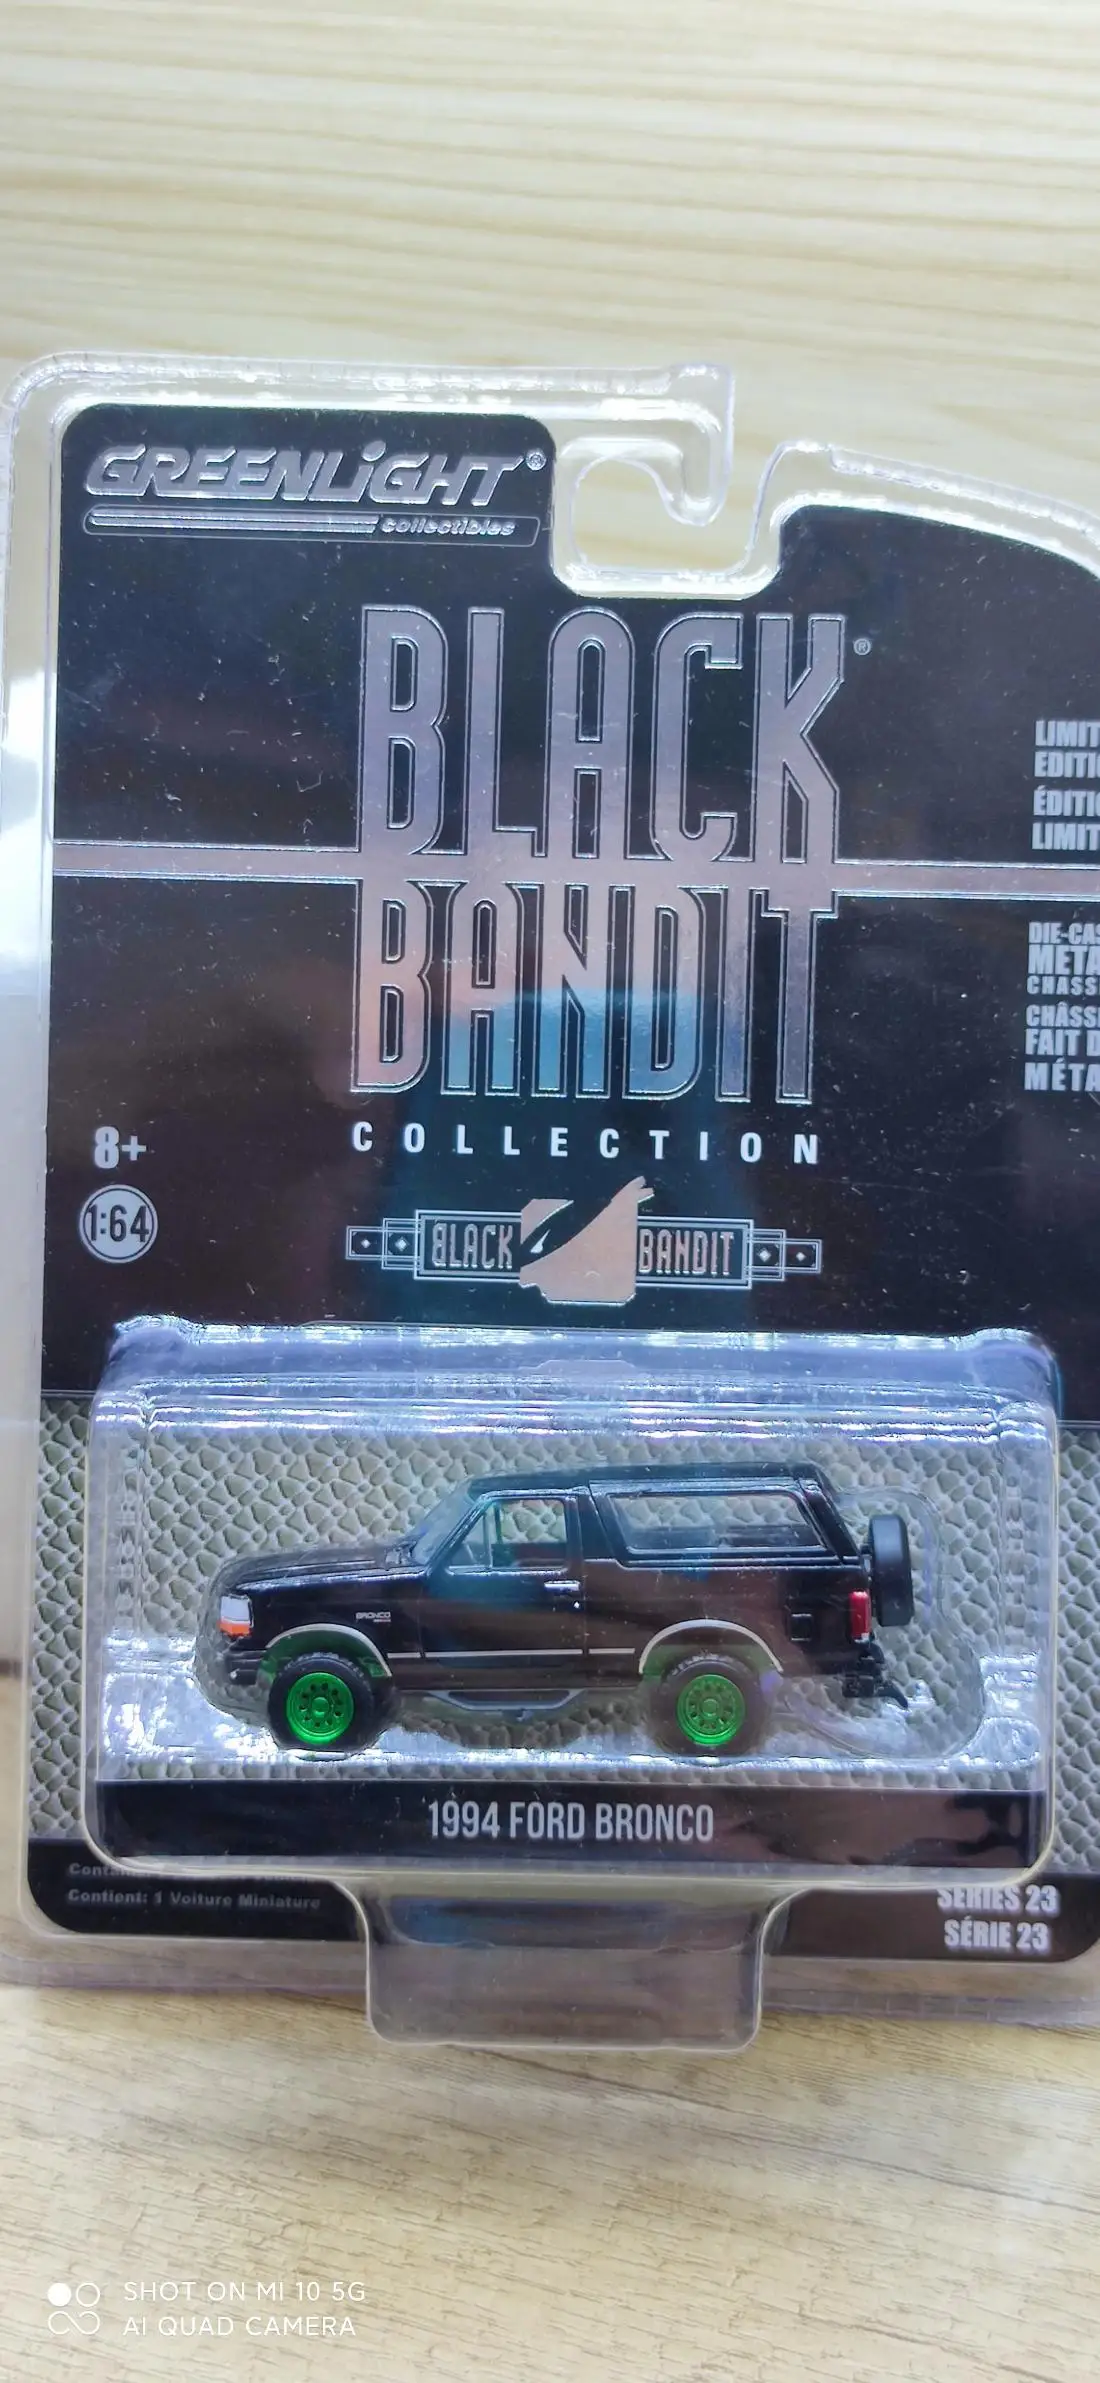 GREENLiGHT®
collectibles
BLACK®
BANDIT
COLLECTION
LIMIT
EDITI
ÉDITI
LIMIT
DIE-CAS
META
CHASS
CHÂSS
FAIT D
MÉTA
8+
1:64
BLACK BANDIT
BRONCO
1994 FORD BRONCO
Contient: 1 Voiture Miniature
SERIES 23
SÉRIE 23
SHOT ON MI 10 5G
AI QUAD CAMERA